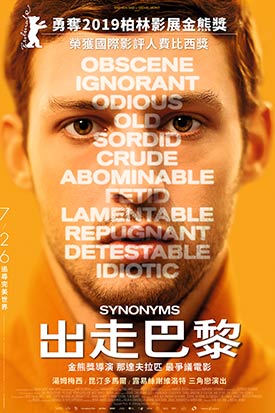 勇奪2019柏林影展金熊獎
榮獲國際影評人費比西獎
OBSCENE
IGNORANT
ODIOUS
OLD
SORDID
CRUDE
ABOMINABLE
FETID
LAMENTABLE
REPUGNANT
DETESTABLE
IDIOTIC
7/26
追尋完美世界
SYNONYMS
出走巴黎
金熊獎導演 那達夫拉匹 最爭議電影
湯姆梅西 昆汀多馬爾 露易絲謝維洛特 三角戀演出